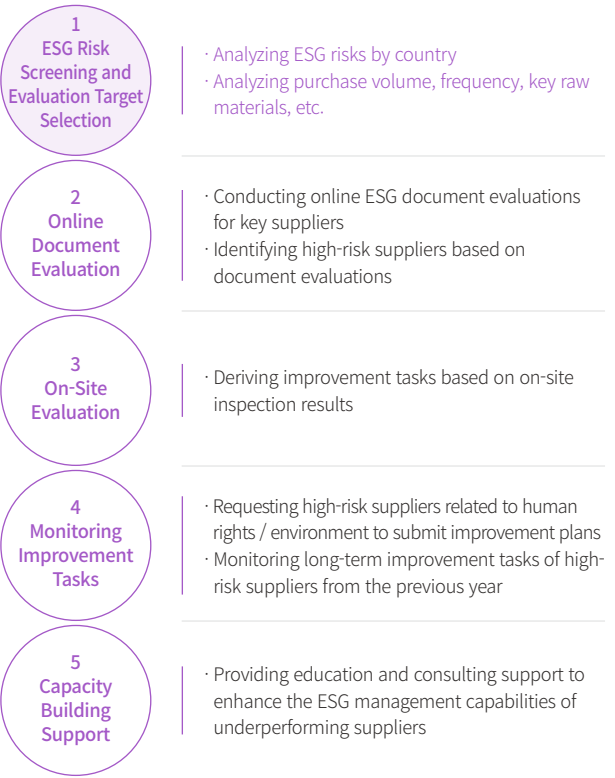 1
ESG Risk
Screening and
Evaluation Target
Selection
· Analyzing ESG risks by country
· Analyzing purchase volume, frequency, key raw
materials, etc.
2
Online
Document
Evaluation
· Conducting online ESG document evaluations
for key suppliers
· Identifying high-risk suppliers based on
document evaluations
3
On-Site
Evaluation
· Deriving improvement tasks based on on-site
inspection results
4
Monitoring
Improvement
Tasks
· Requesting high-risk suppliers related to human
rights / environment to submit improvement plans
· Monitoring long-term improvement tasks of high-
risk suppliers from the previous year
5
Capacity
Building
Support
· Providing education and consulting support to
enhance the ESG management capabilities of
underperforming suppliers